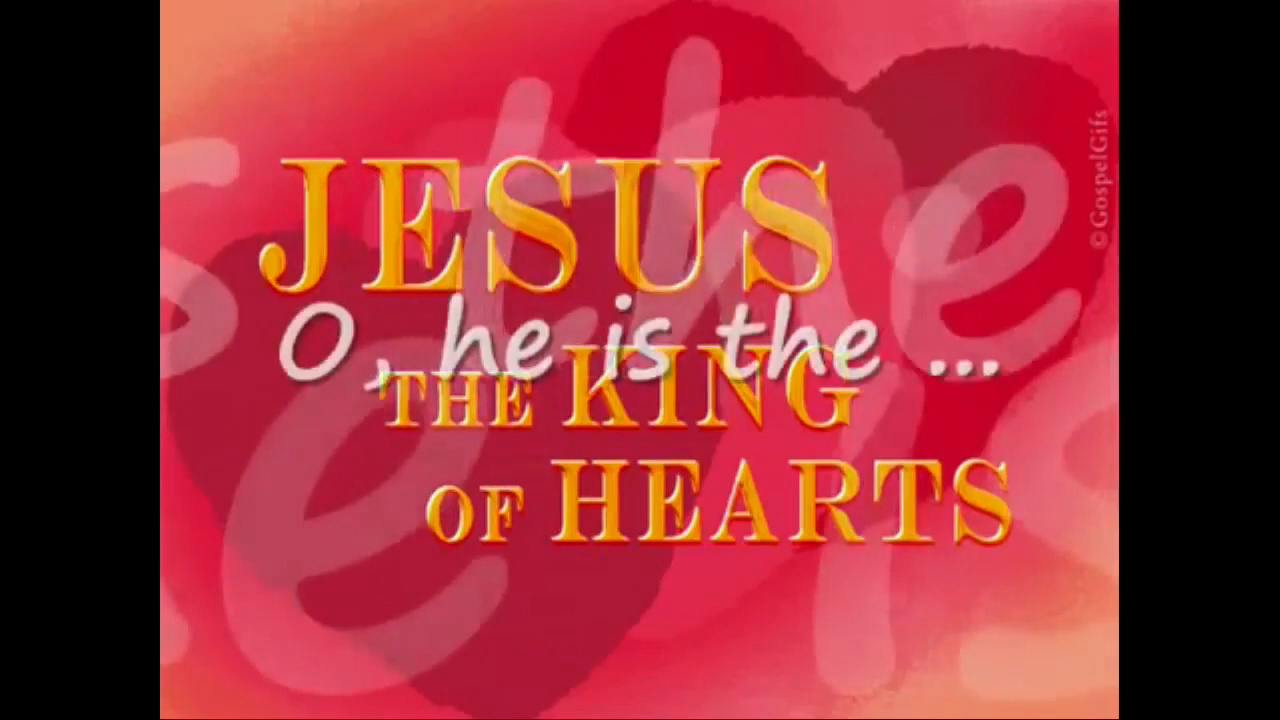 JESUS
O, he is the ...
THE KING
OF HEARTS
©GospelGifs